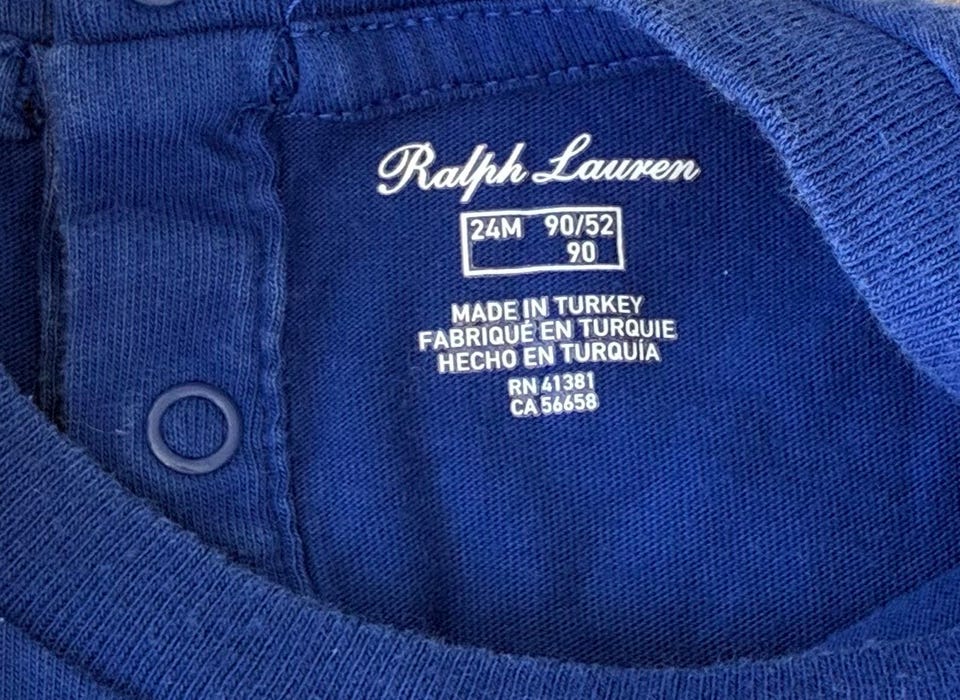 Ralph Lauren
24M 90/52
90
MADE IN TURKEY
FABRIQUÉ EN TURQUIE
HECHO EN TURQUÍA
RN 41381
CA 56658